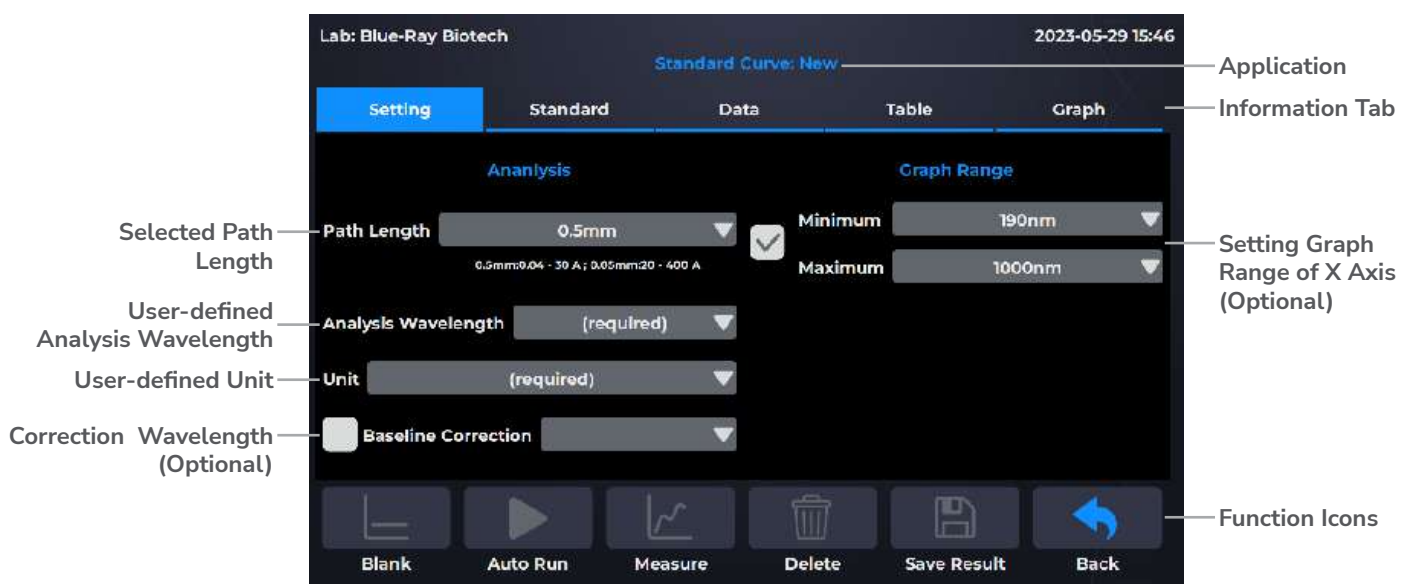 Lab: Blue-Ray Biotech
2023-05-29 15:46
Standard Curve: New
Application
Setting
Standard
Data
Table
Graph
Information Tab
Ananlysis
Graph Range
Selected Path
Length
Path Length
0.5mm
0.5mm:0.04 - 30 A ; 0.05mm:20 - 400 A
Minimum
190nm
Maximum
1000nm
Setting Graph
Range of X Axis
(Optional)
User-defined
Analysis Wavelength
Analysis Wavelength
(required)
User-defined Unit
Unit
(required)
Correction Wavelength
(Optional)
Baseline Correction
Function Icons
Blank
Auto Run
Measure
Delete
Save Result
Back